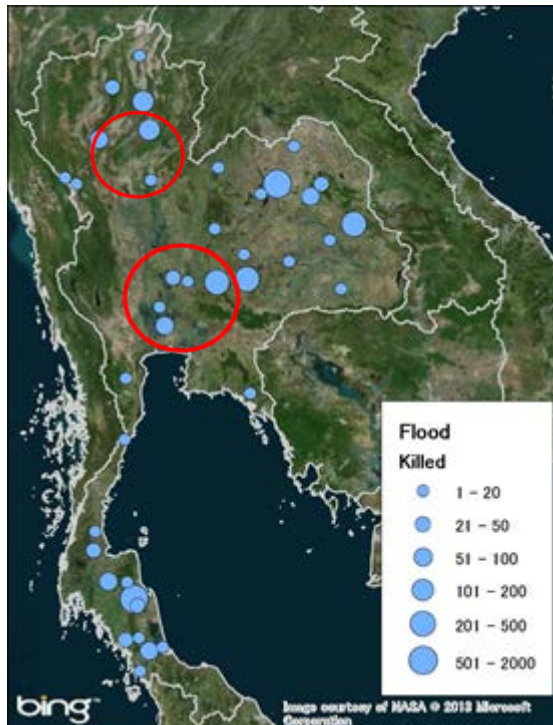 Flood
Killed
1 - 20
21 - 50
51 - 100
101 - 200
201 - 500
501 - 2000
bing™
Image courtesy of NASA © 2013 Microsoft
Corporation